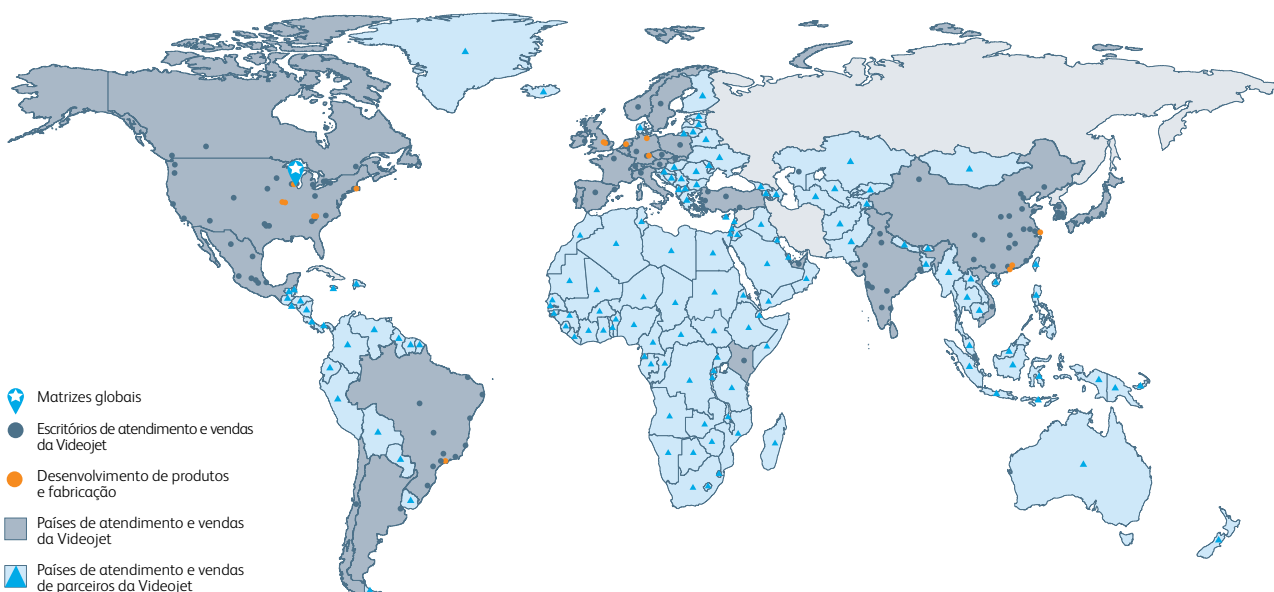 Matrizes globais
Escritórios de atendimento e vendas
da Videojet
Desenvolvimento de produtos
e fabricação
Países de atendimento e vendas
da Videojet
Países de atendimento e vendas
de parceiros da Videojet